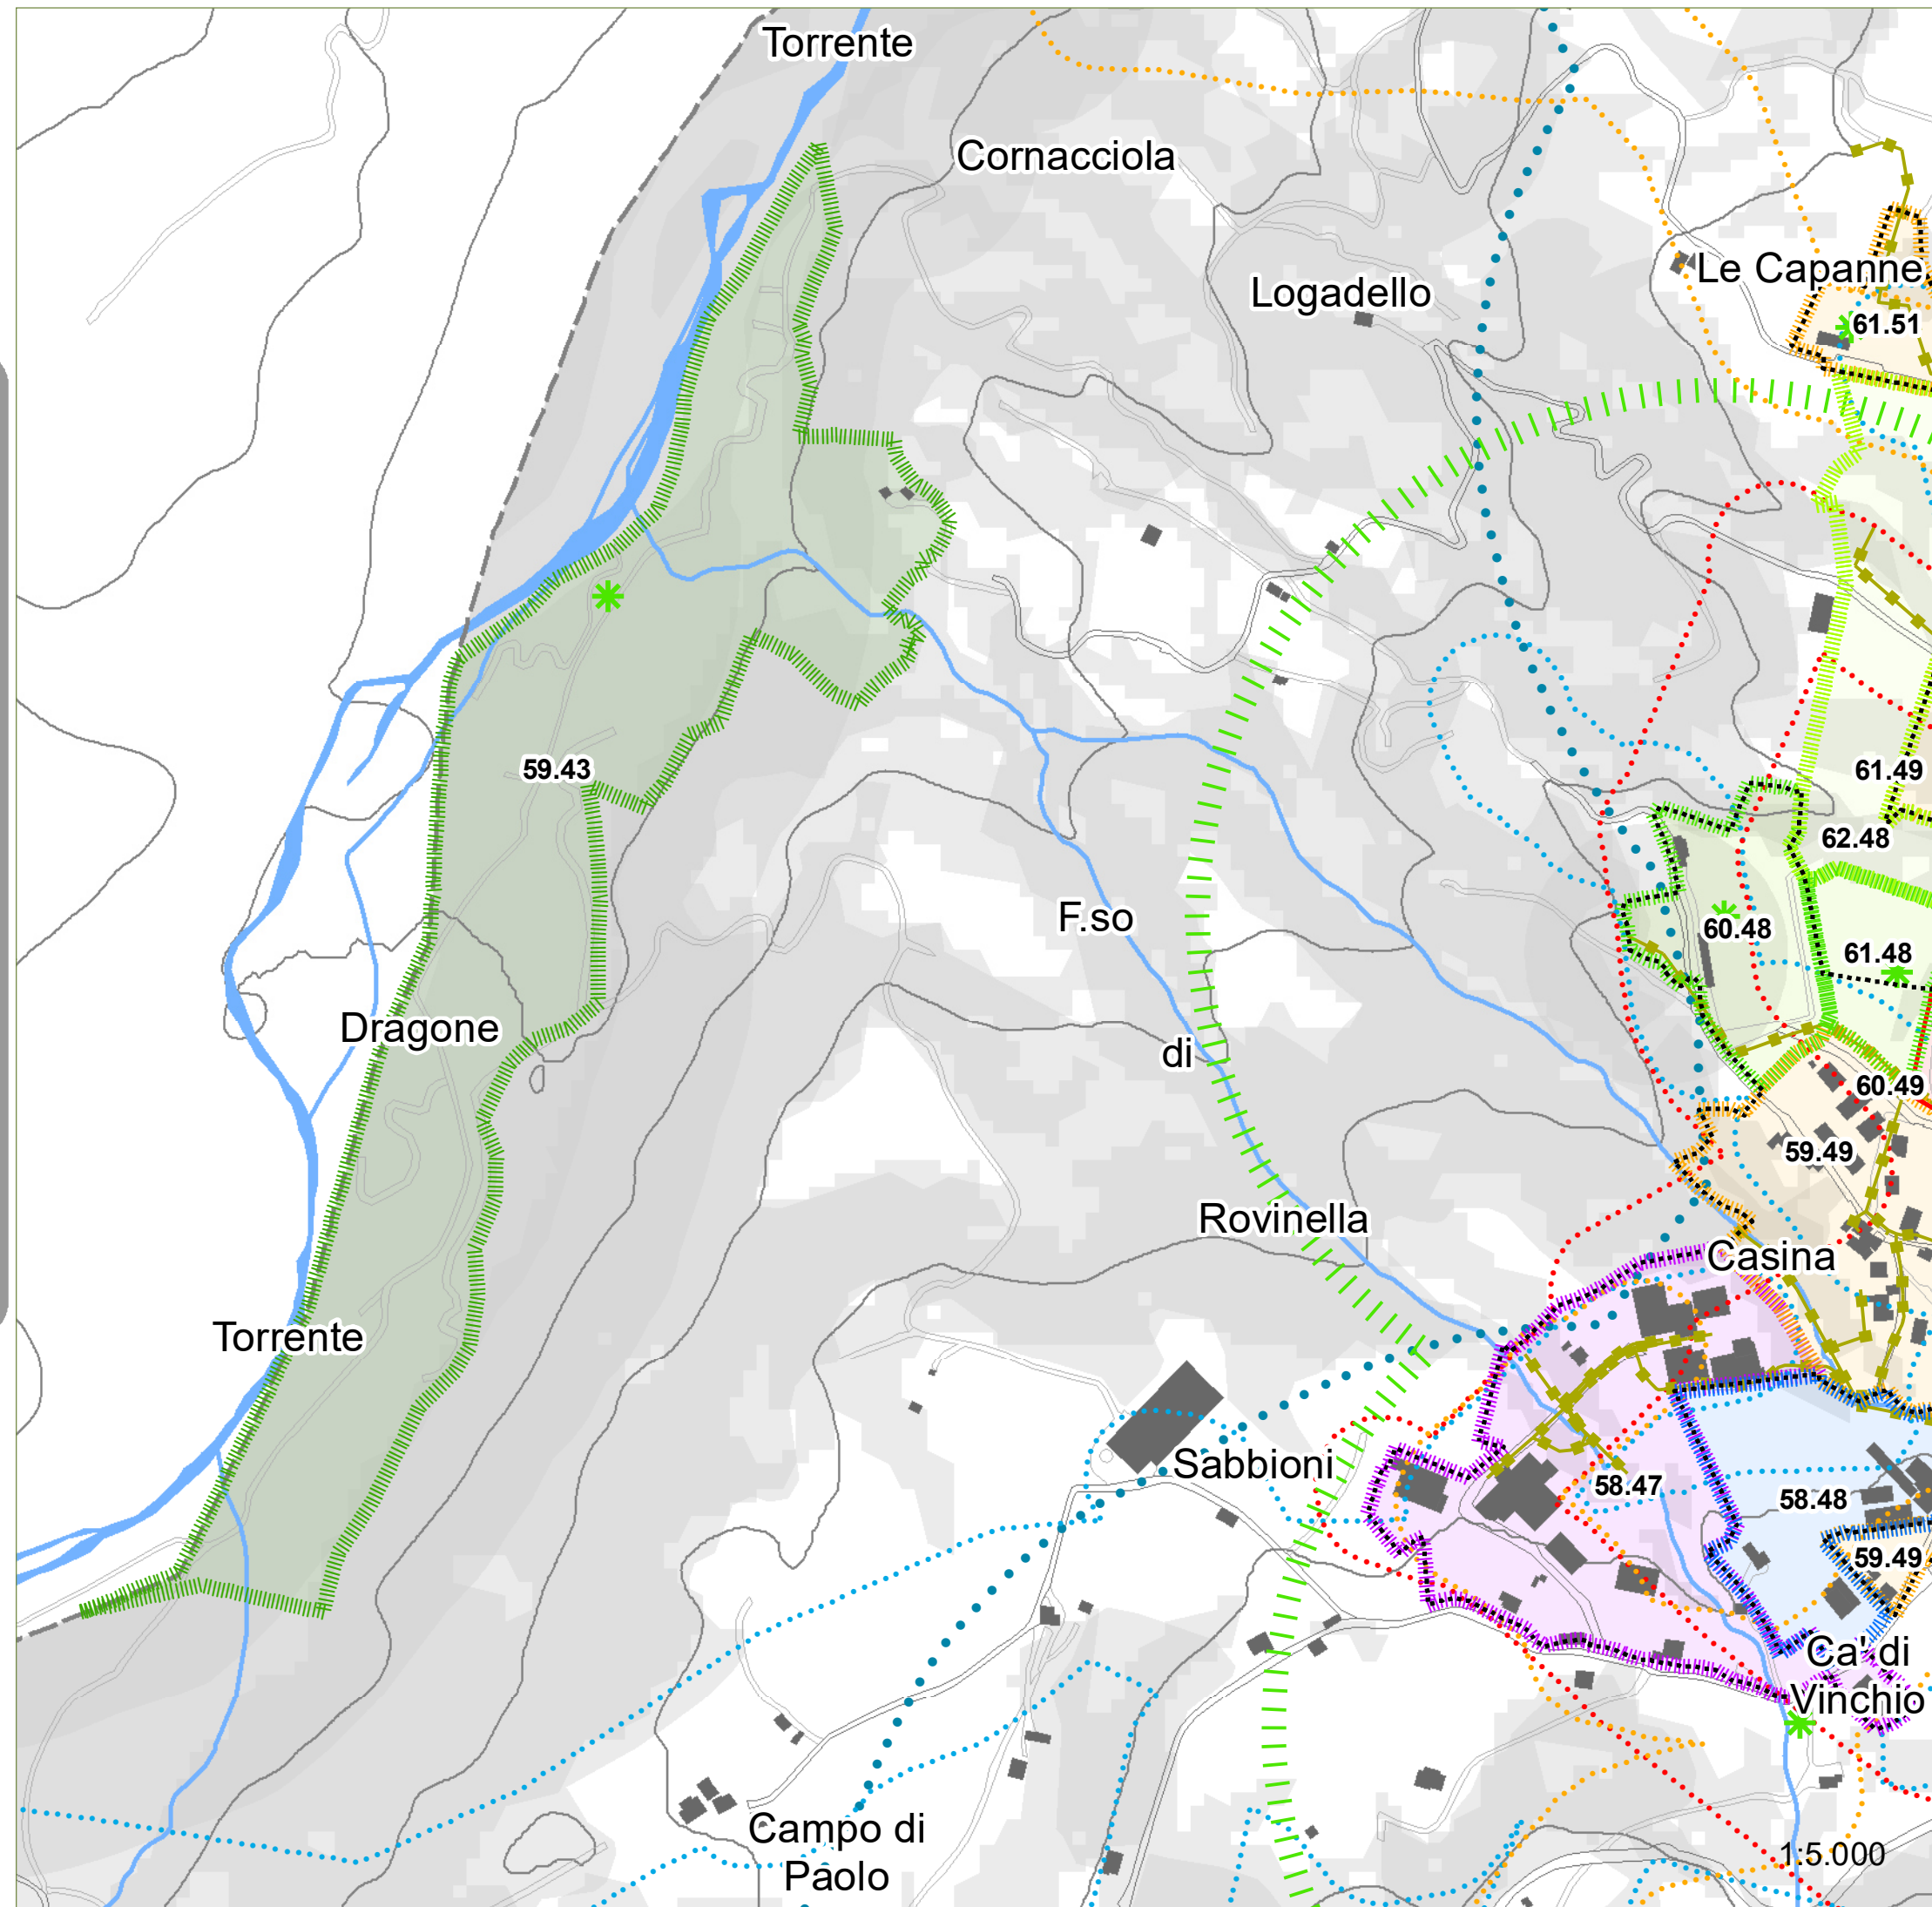 Torrente
Cornacciola
Le Capanne
Logadello
61.51
59.43
61.49
62.48
F.so
60.48
61.48
Dragone
di
60.49
59.49
Rovinella
Casina
Torrente
Sabbioni
58.47
58.48
59.49
Ca' di
Vinchio
Campo di
Paolo
1:5.000